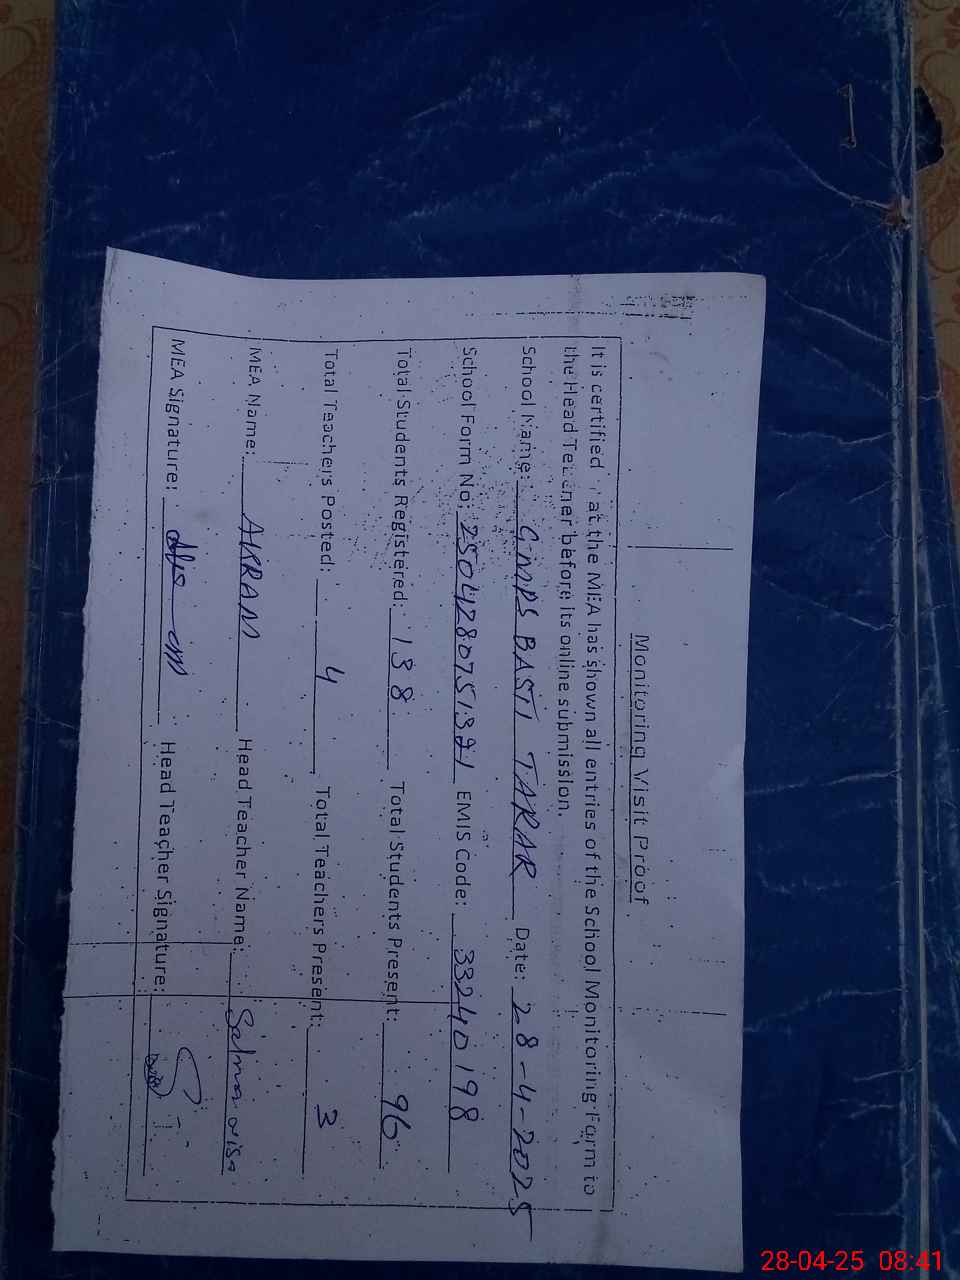 Monitoring Visit Proof
It is certified that the MEA has shown all entries of the School Monitoring Form to
the Head Teacher before its online submission.
School Name: GMPS BASTI TARAR Date: 28-4-2025
School Form No: 2504280751321 EMIS Code: 33240198
Total Students Registered: 138 Total Students Present: 96
Total Teachers Posted: 4 Total Teachers Present: 3
MEA Name: AKRAM Head Teacher Name: Salma
MEA Signature: Head Teacher Signature:
28-04-25 08:41